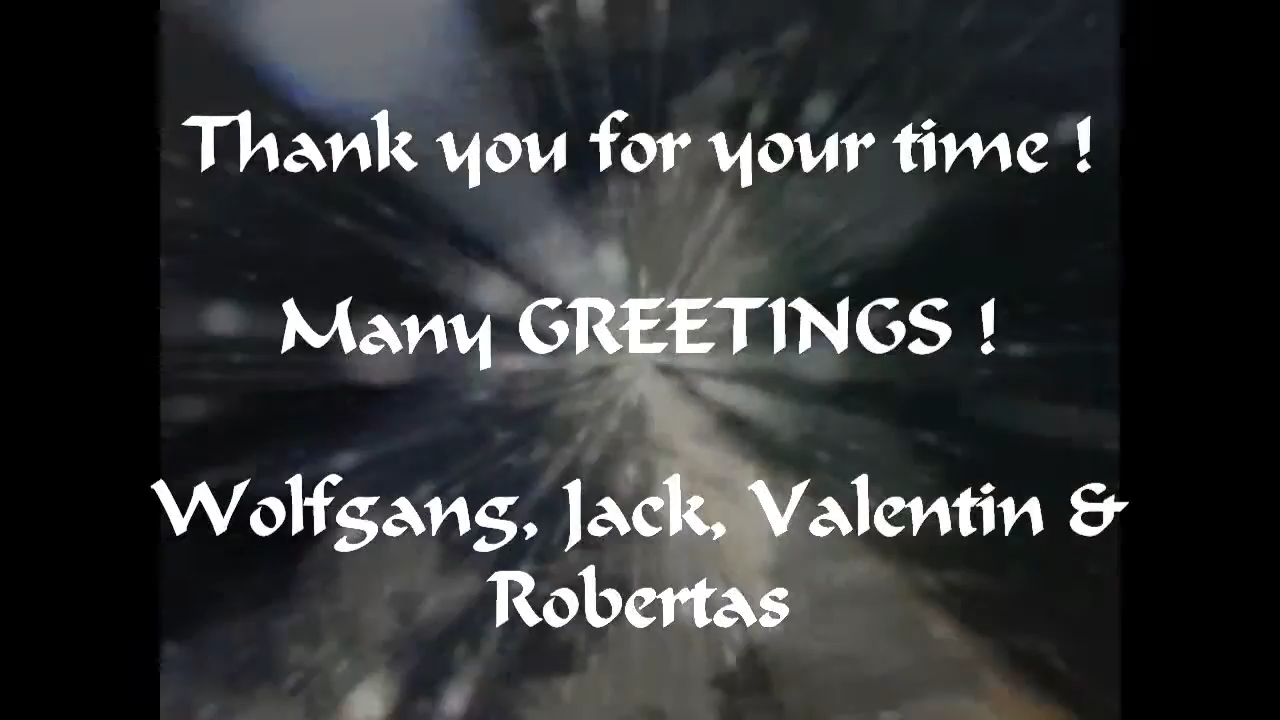 Thank you for your time !
Many GREETINGS !
Wolfgang, Jack, Valentin &
Robertas